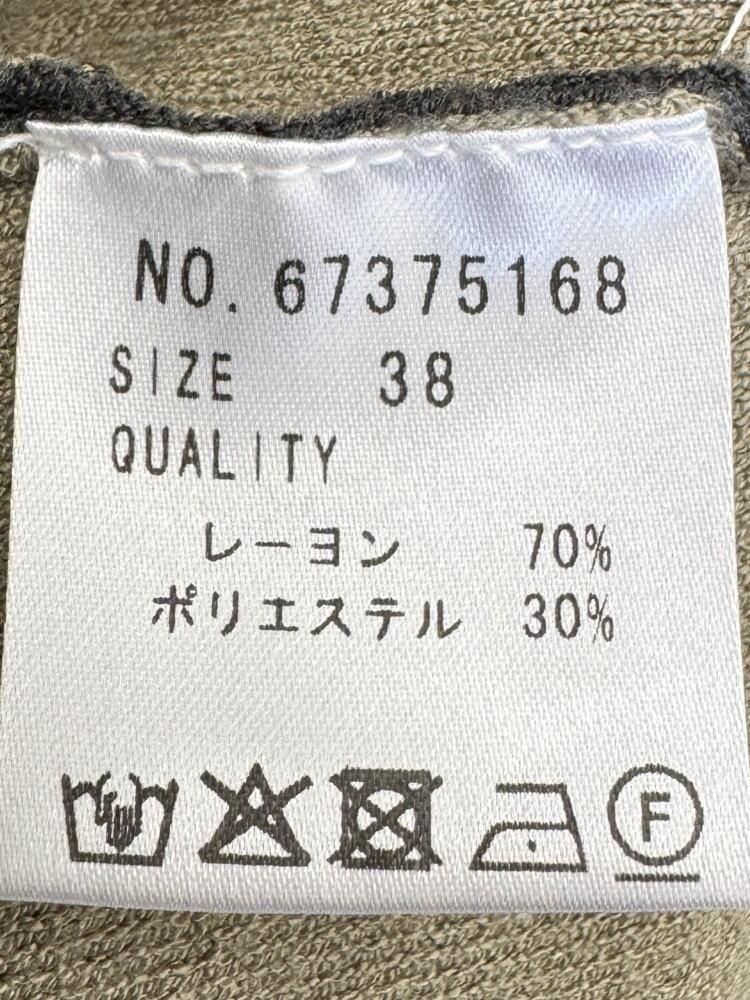 NO. 67375168
SIZE 38
QUALITY
レーヨン 70%
ポリエステル 30%
F